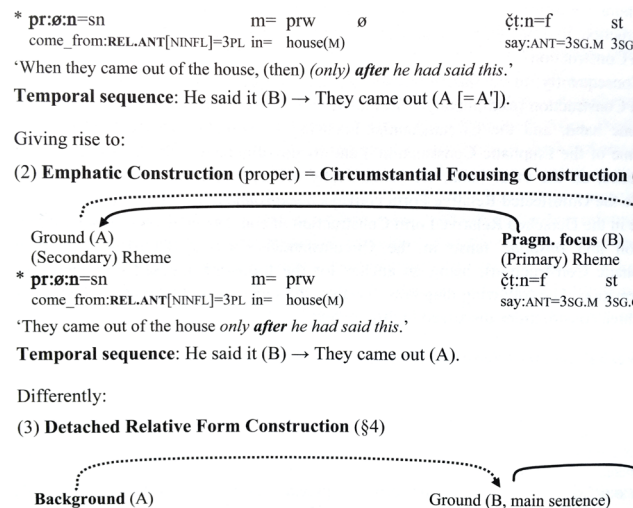 * pr:ø:n=sn m= prw ø čṭ:n=f st
come_from:REL.ANT[NINFL]=3PL in= house(M) say:ANT=3SG.M
‘When they came out of the house, (then) (only) after he had said this.’
Temporal sequence: He said it (B) → They came out (A [=A']).
Giving rise to:
(2) Emphatic Construction (proper) = Circumstantial Focusing Construction
Ground (A) Pragm. focus (B)
(Secondary) Rheme (Primary) Rheme
* pr:ø:n=sn m= prw čṭ:n=f st
come_from:REL.ANT[NINFL]=3PL in= house(M) say:ANT=3SG.M
‘They came out of the house only after he had said this.’
Temporal sequence: He said it (B) → They came out (A).
Differently:
(3) Detached Relative Form Construction (§4)
Background (A) Ground (B, main sentence)